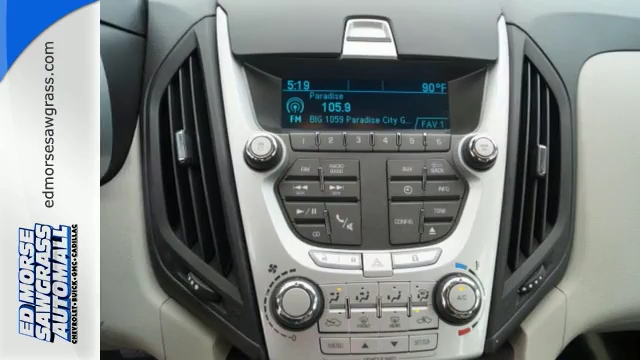 edmorsesawgrass.com
ED MORSE
SAWGRASS
AUTOMALL
CHEVROLET•BUICK•GMC•CADILLAC
5:19 90°F
Paradise
105.9
FM BIG 1059 Paradise City G... FAV 1
1 2 3 4 5 6
FAV RADIO BAND AUX BACK
INFO
TONE
CD CONFIG
A/C